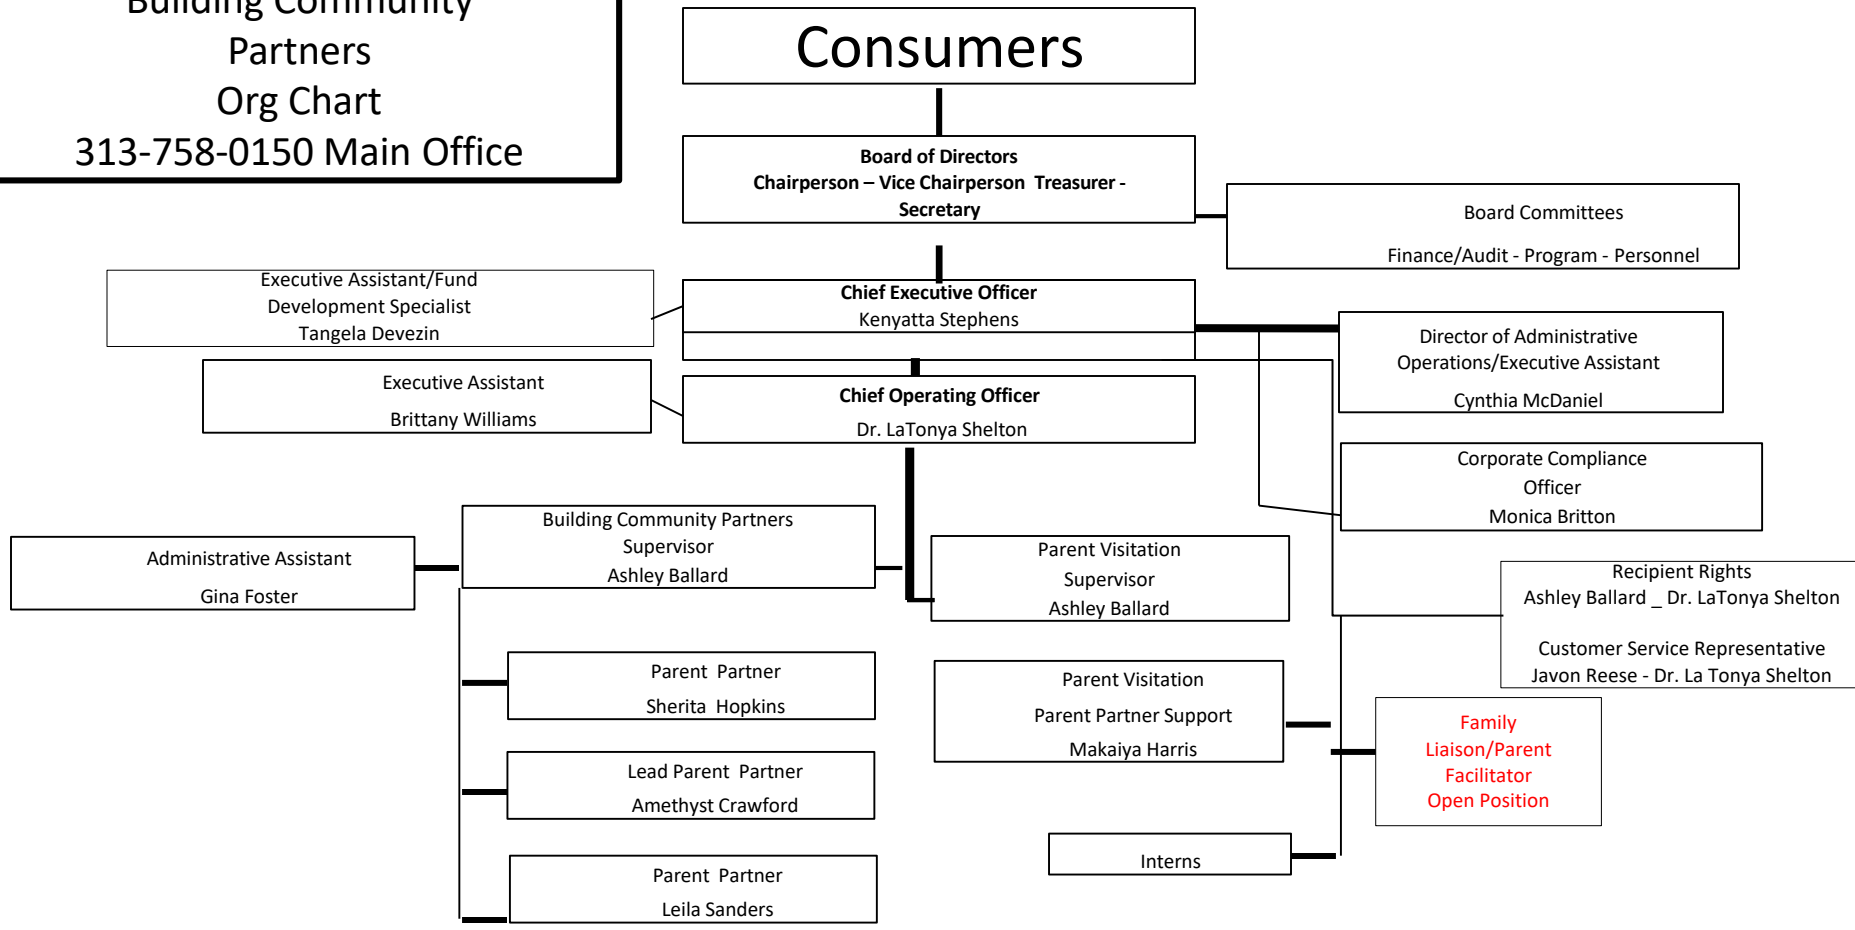 Building Community
Partners
Org Chart
313-758-0150 Main Office
Consumers
Board of Directors
Chairperson – Vice Chairperson Treasurer -
Secretary
Board Committees
Finance/Audit - Program - Personnel
Executive Assistant/Fund
Development Specialist
Tangela Devezin
Chief Executive Officer
Kenyatta Stephens
Director of Administrative
Operations/Executive Assistant
Cynthia McDaniel
Executive Assistant
Brittany Williams
Chief Operating Officer
Dr. LaTonya Shelton
Corporate Compliance
Officer
Monica Britton
Administrative Assistant
Gina Foster
Building Community Partners
Supervisor
Ashley Ballard
Parent Visitation
Supervisor
Ashley Ballard
Recipient Rights
Ashley Ballard _ Dr. LaTonya Shelton
Customer Service Representative
Javon Reese - Dr. La Tonya Shelton
Parent Partner
Sherita Hopkins
Parent Visitation
Parent Partner Support
Makaiya Harris
Family
Liaison/Parent
Facilitator
Open Position
Lead Parent Partner
Amethyst Crawford
Interns
Parent Partner
Leila Sanders